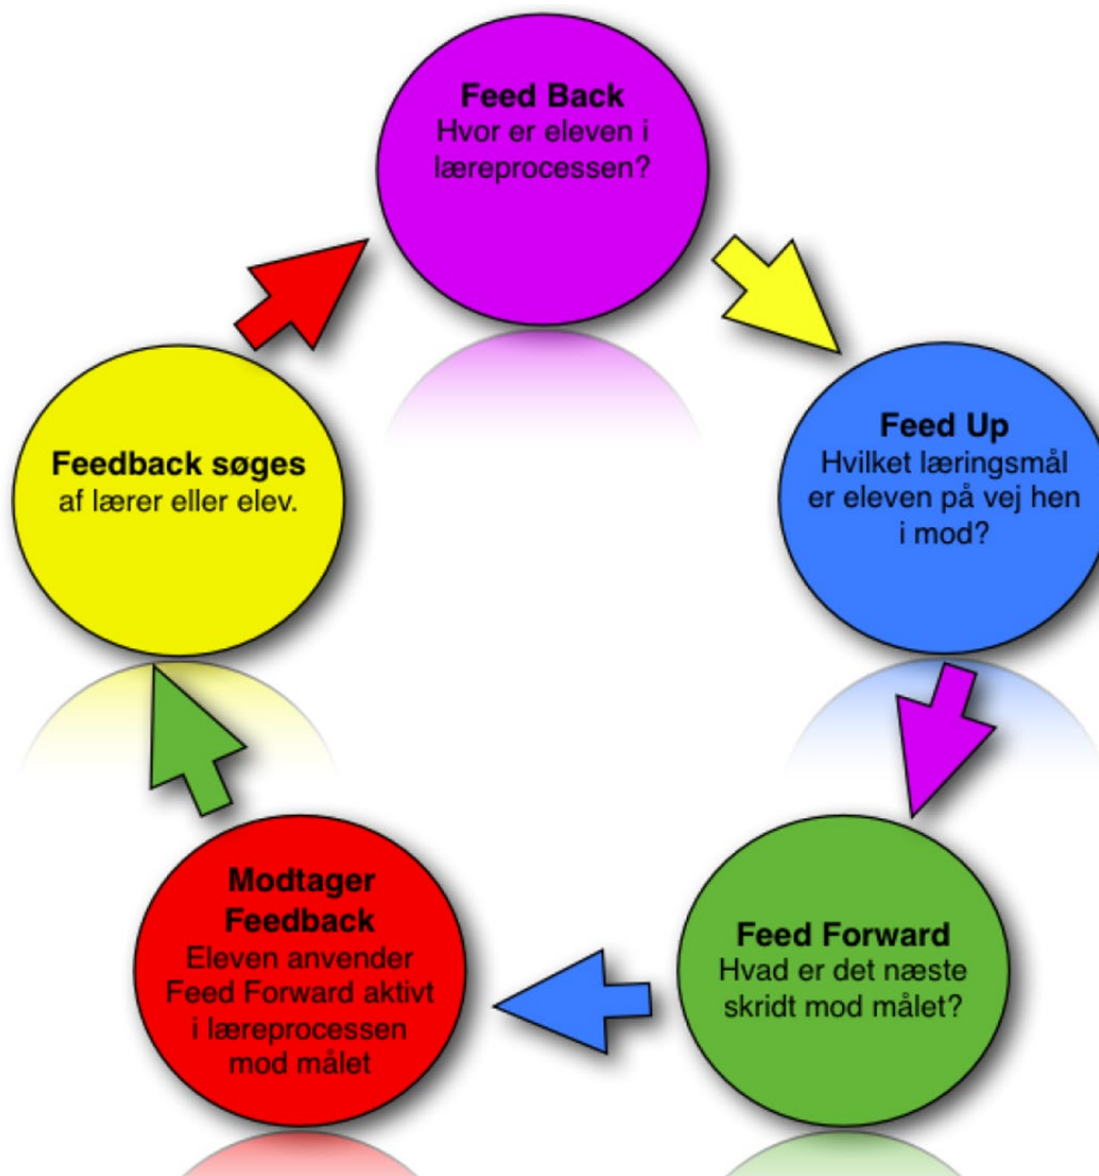 Feed Back
Hvor er eleven i
læreprocessen?
Feed Up
Hvilket læringsmål
er eleven på vej hen
i mod?
Feed Forward
Hvad er det næste
skridt mod målet?
Modtager
Feedback
Eleven anvender
Feed Forward aktivt
i læreprocessen
mod målet
Feedback søges
af lærer eller elev.